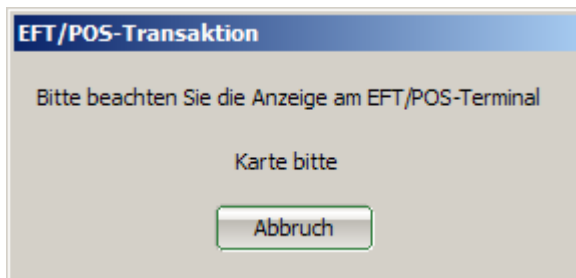 EFT/POS-Transaktion
Bitte beachten Sie die Anzeige am EFT/POS-Terminal
Karte bitte
Abbruch